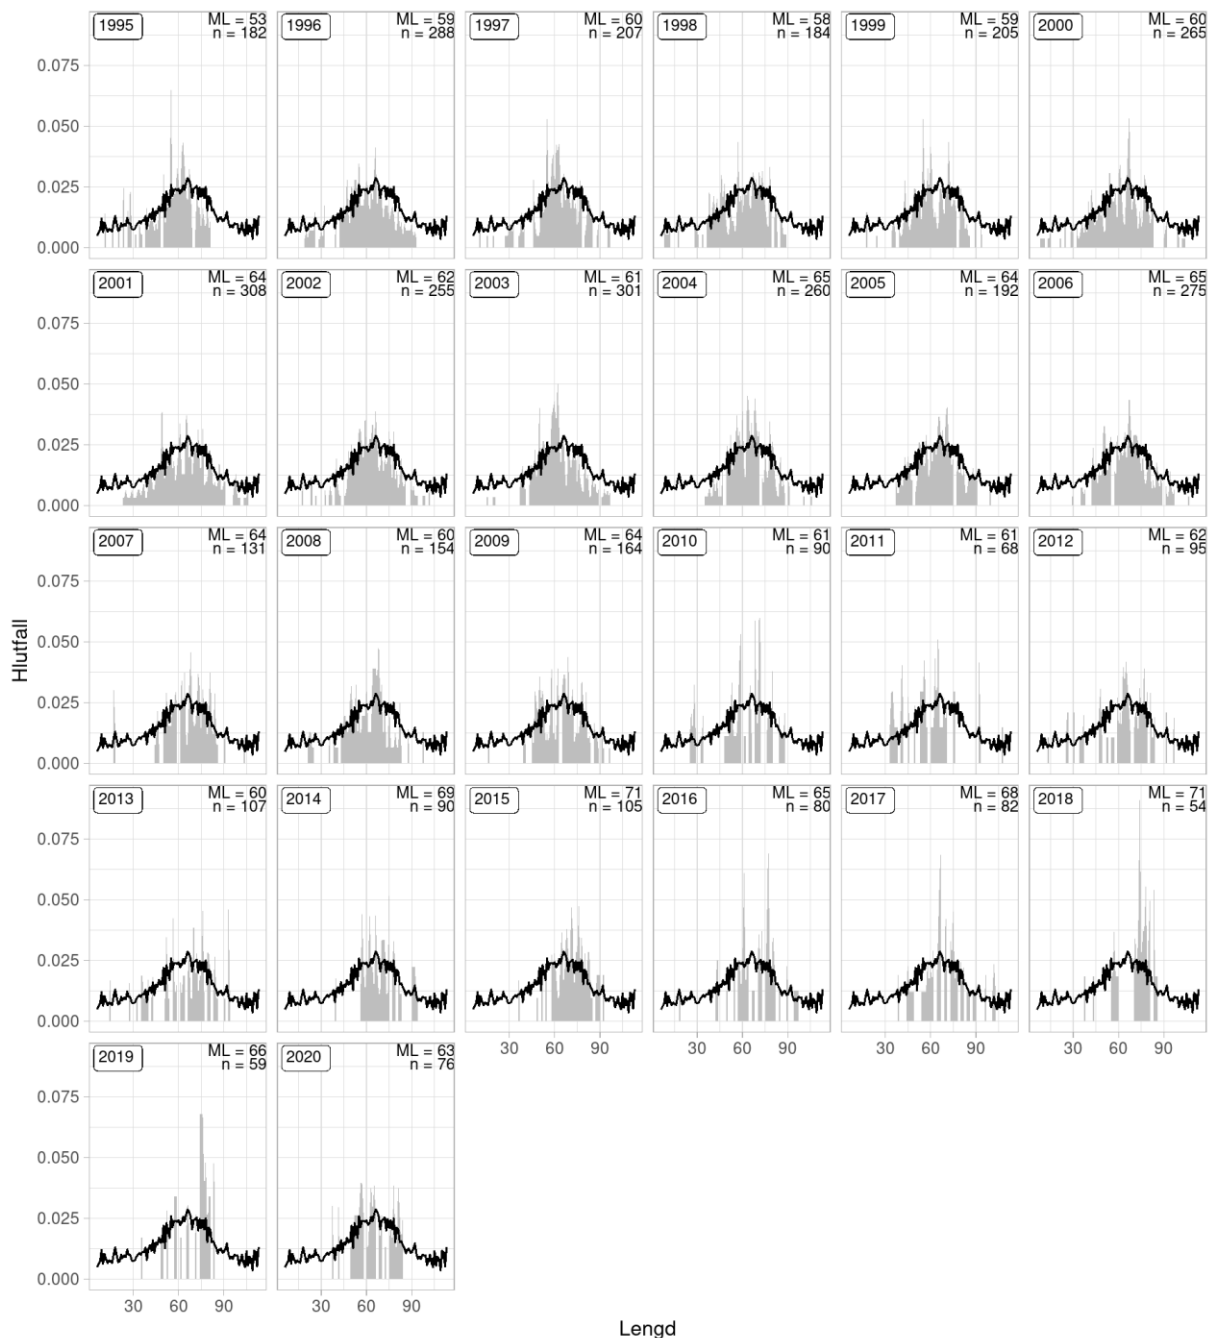 1995 ML = 53 n = 182
1996 ML = 59 n = 288
1997 ML = 60 n = 207
1998 ML = 58 n = 184
1999 ML = 59 n = 205
2000 ML = 60 n = 265
0.075
0.050
0.025
0.000
2001 ML = 64 n = 308
2002 ML = 62 n = 255
2003 ML = 61 n = 301
2004 ML = 65 n = 260
2005 ML = 64 n = 192
2006 ML = 65 n = 275
0.075
0.050
0.025
0.000
2007 ML = 64 n = 131
2008 ML = 60 n = 154
2009 ML = 64 n = 164
2010 ML = 61 n = 90
2011 ML = 61 n = 68
2012 ML = 62 n = 95
0.075
0.050
0.025
0.000
Hlutfall
2013 ML = 60 n = 107
2014 ML = 69 n = 90
2015 ML = 71 n = 105
2016 ML = 65 n = 80
2017 ML = 68 n = 82
2018 ML = 71 n = 54
0.075
0.050
0.025
0.000
30 60 90 30 60 90 30 60 90 30 60 90
2019 ML = 66 n = 59
2020 ML = 63 n = 76
0.075
0.050
0.025
0.000
30 60 90 30 60 90
Lengd